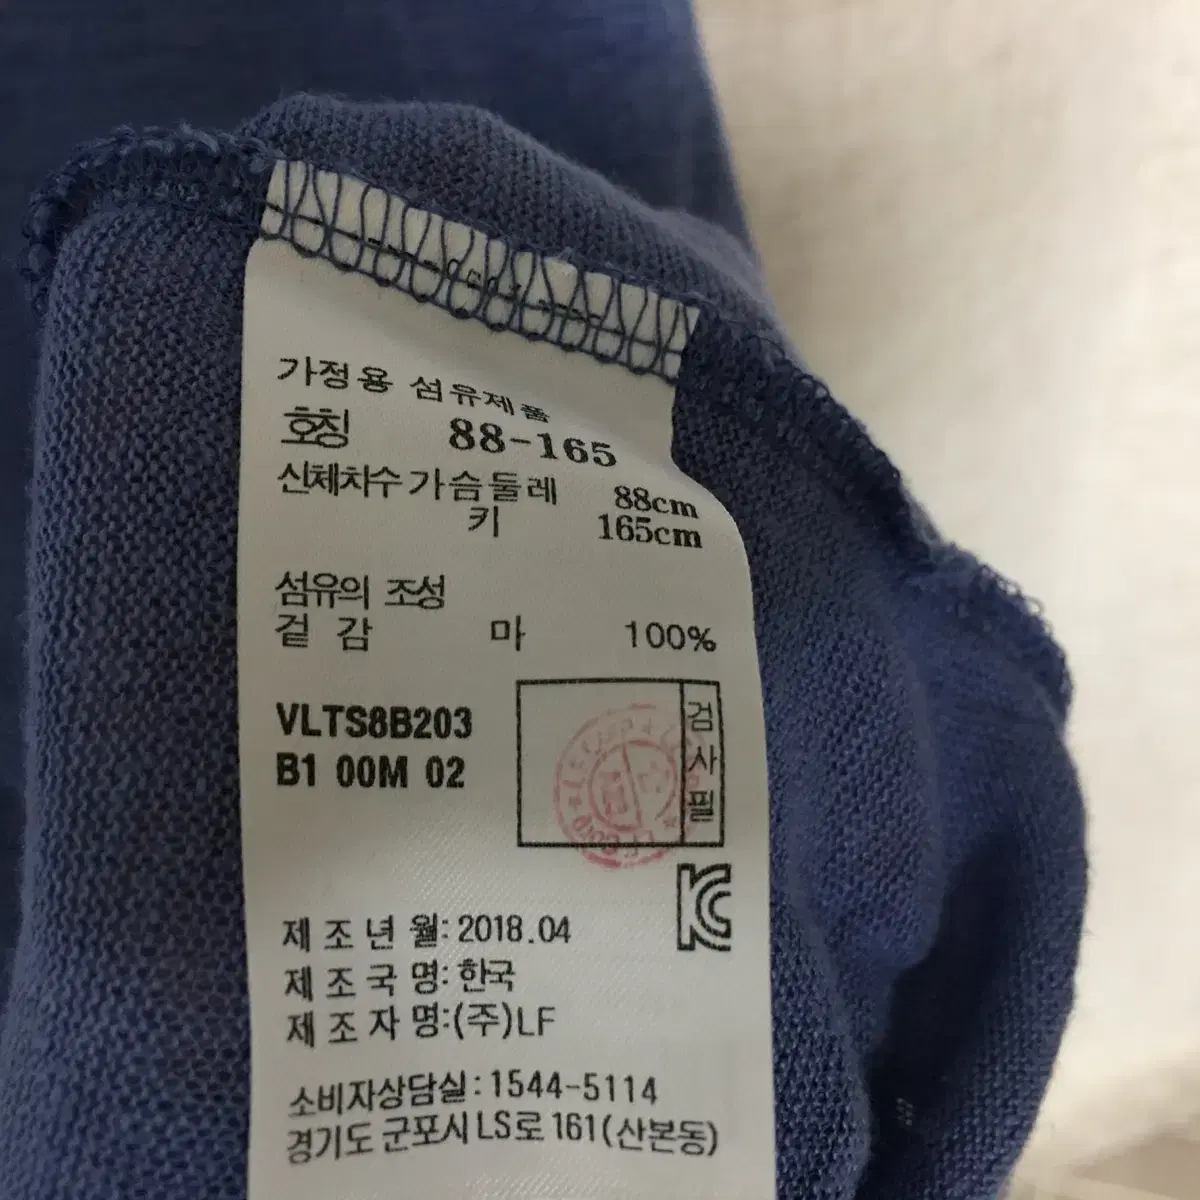 가정용 섬유제품
호칭 88-165
신체치수 가슴둘레 88cm
키 165cm
섬유의 조성
겉 감 마 100%
VLTS8B203
B1 00M 02
검사필
KC
제 조 년 월: 2018.04
제 조 국 명: 한국
제 조 자 명:(주)LF
소비자상담실: 1544-5114
경기도 군포시 LS로 161(산본동)